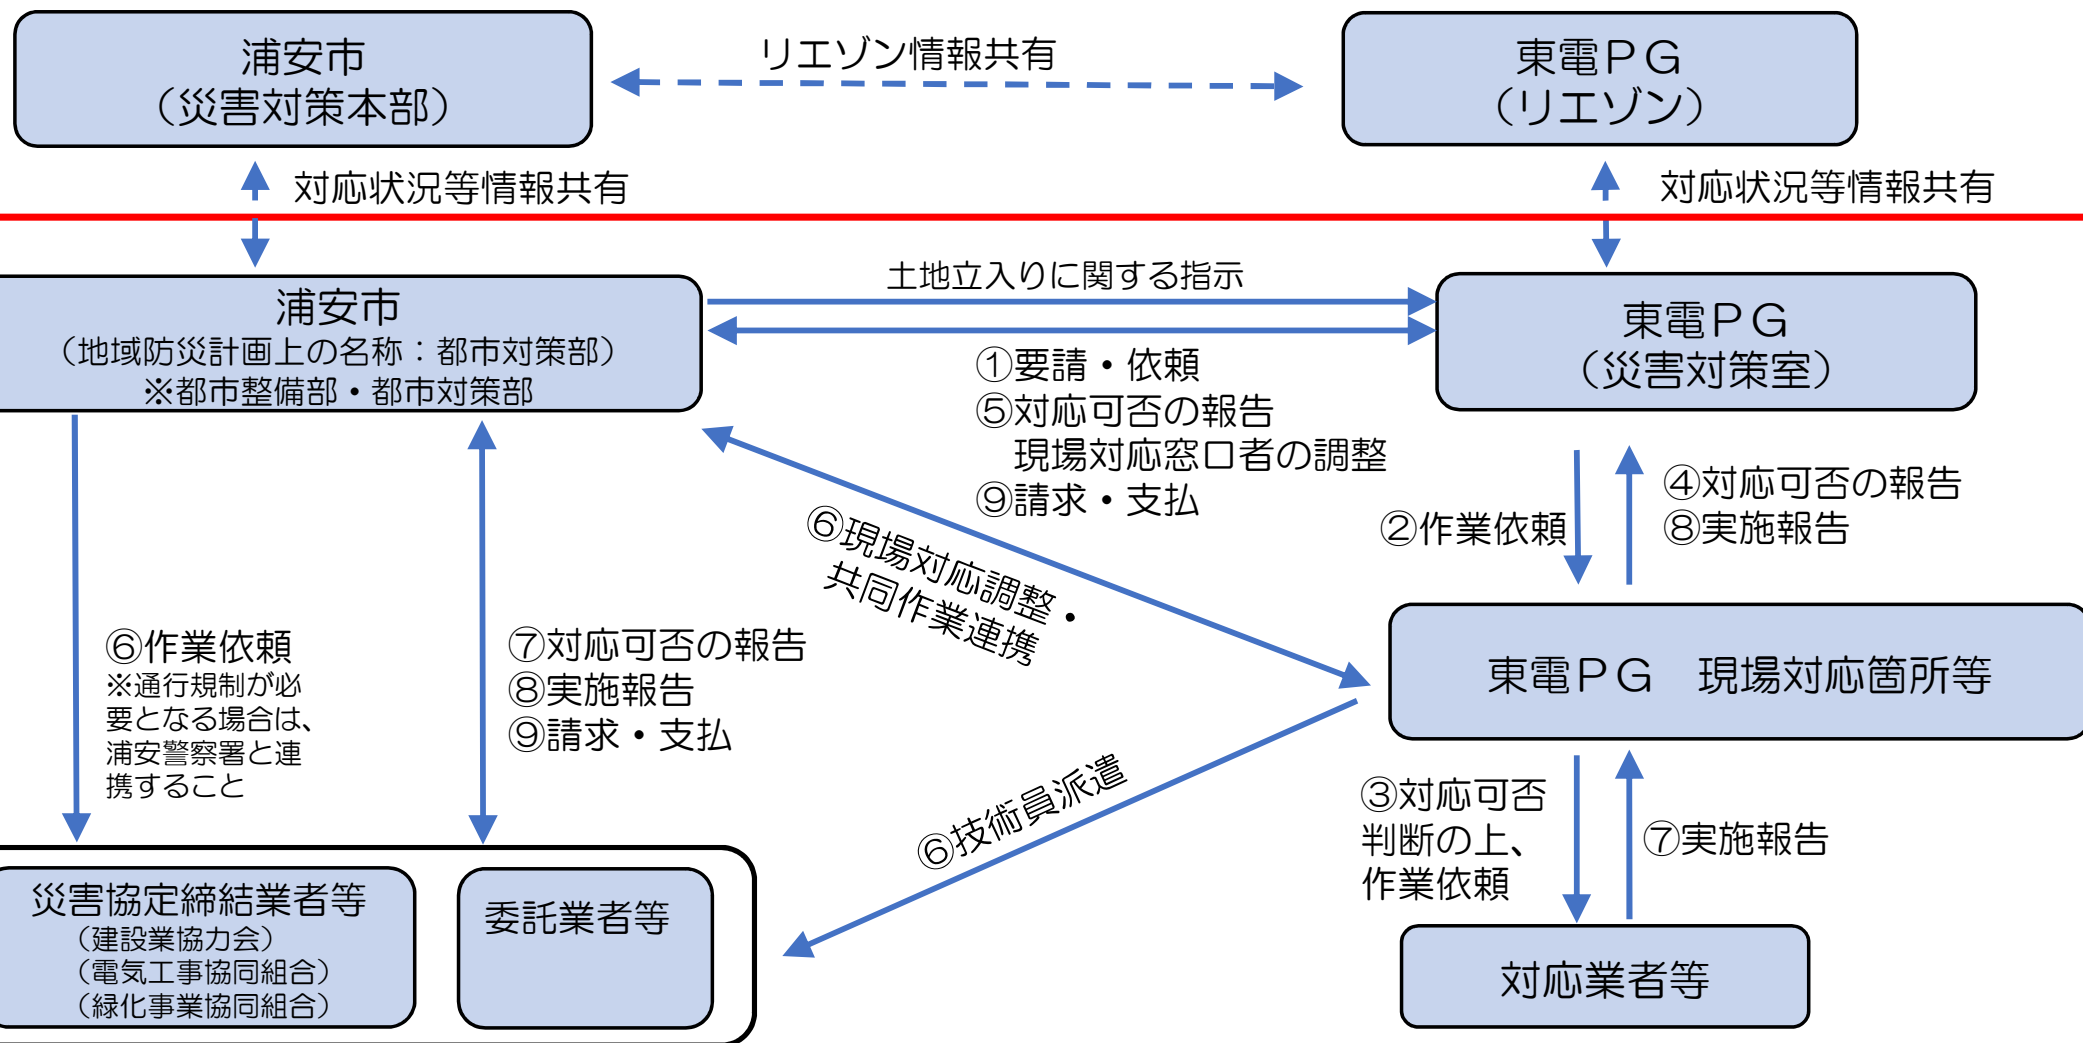 浦安市
（災害対策本部）
リエゾン情報共有
東電ＰＧ
（リエゾン）
対応状況等情報共有
対応状況等情報共有
浦安市
（地域防災計画上の名称：都市対策部）
※都市整備部・都市対策部
土地立入りに関する指示
東電ＰＧ
（災害対策室）
①要請・依頼
⑤対応可否の報告
現場対応窓口者の調整
⑨請求・支払
⑥現場対応調整・
共同作業連携
②作業依頼
④対応可否の報告
⑧実施報告
⑥作業依頼
※通行規制が必
要となる場合は、
浦安警察署と連
携すること
⑦対応可否の報告
⑧実施報告
⑨請求・支払
東電ＰＧ　現場対応箇所等
⑥技術員派遣
③対応可否
判断の上、
作業依頼
⑦実施報告
災害協定締結業者等
（建設業協力会）
（電気工事協同組合）
（緑化事業協同組合）
委託業者等
対応業者等